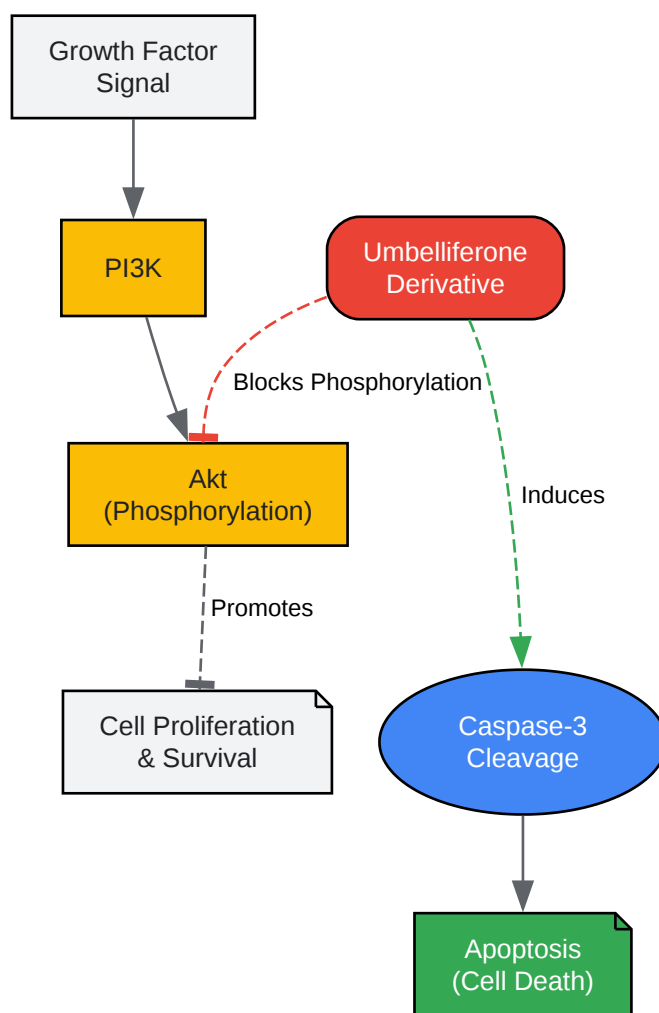 Growth Factor
Signal
PI3K
Umbelliferone
Derivative
Blocks Phosphorylation
Akt
(Phosphorylation)
Induces
Promotes
Cell Proliferation
& Survival
Caspase-3
Cleavage
Apoptosis
(Cell Death)